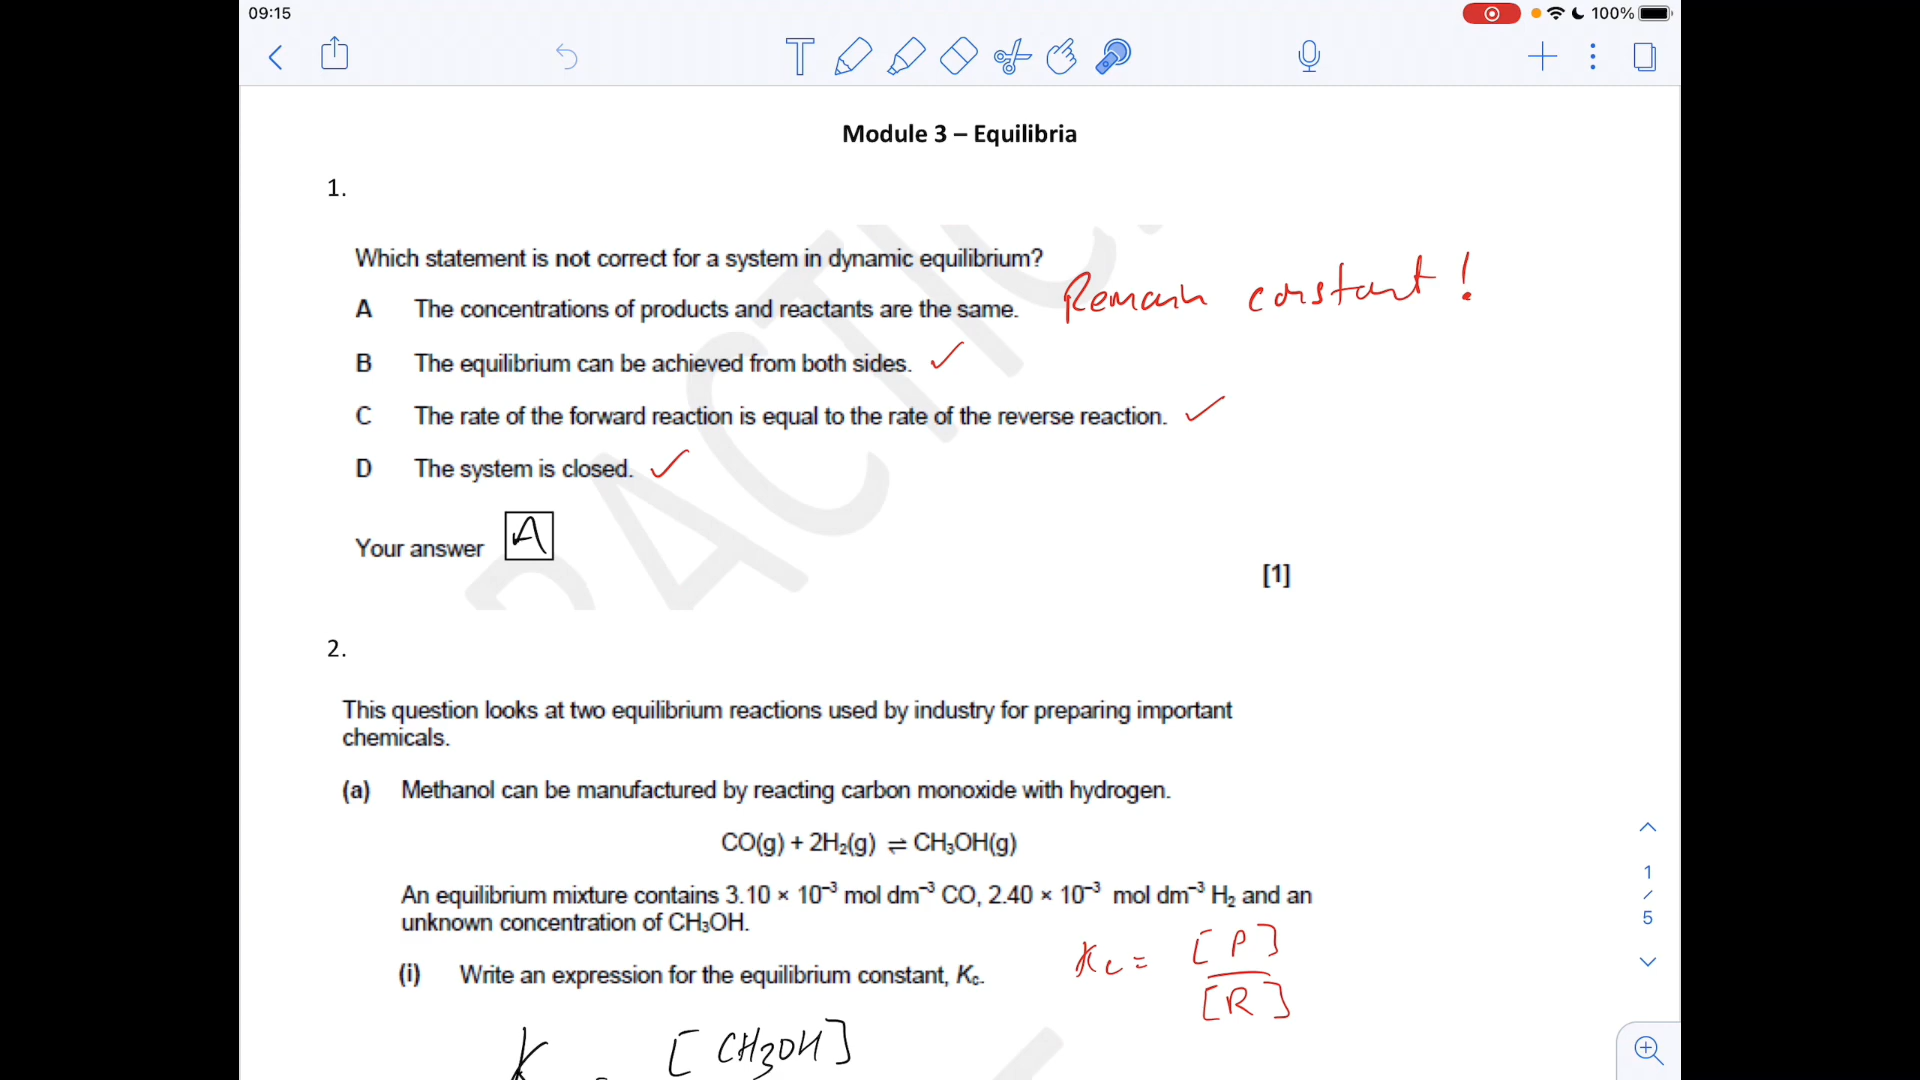 09:15
100%
T
Module 3 – Equilibria
1.
Which statement is not correct for a system in dynamic equilibrium?
A The concentrations of products and reactants are the same. Remain constant!
B The equilibrium can be achieved from both sides. ✓
C The rate of the forward reaction is equal to the rate of the reverse reaction. ✓
D The system is closed. ✓
Your answer A
[1]
2.
This question looks at two equilibrium reactions used by industry for preparing important
chemicals.
(a) Methanol can be manufactured by reacting carbon monoxide with hydrogen.
CO(g) + 2H₂(g) ⇌ CH₃OH(g)
An equilibrium mixture contains 3.10 × 10⁻³ mol dm⁻³ CO, 2.40 × 10⁻³ mol dm⁻³ H₂ and an
unknown concentration of CH₃OH.
(i) Write an expression for the equilibrium constant, Kc.
Kc = [P]
[R]
K = [CH3OH]
1
/
5